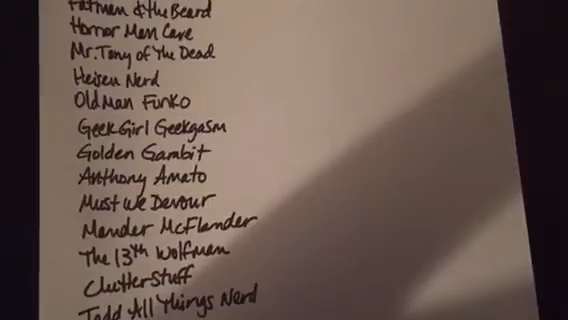 Fatman & the Beard
Horror Man Cave
Mr. Tony of The Dead
Heisen Nerd
Old Man Funko
Geek Girl Geekgasm
Golden Gambit
Anthony Amato
Must We Devour
Mander McFlander
The 13th Wolfman
Clutterstuff
Todd All Things Nerd